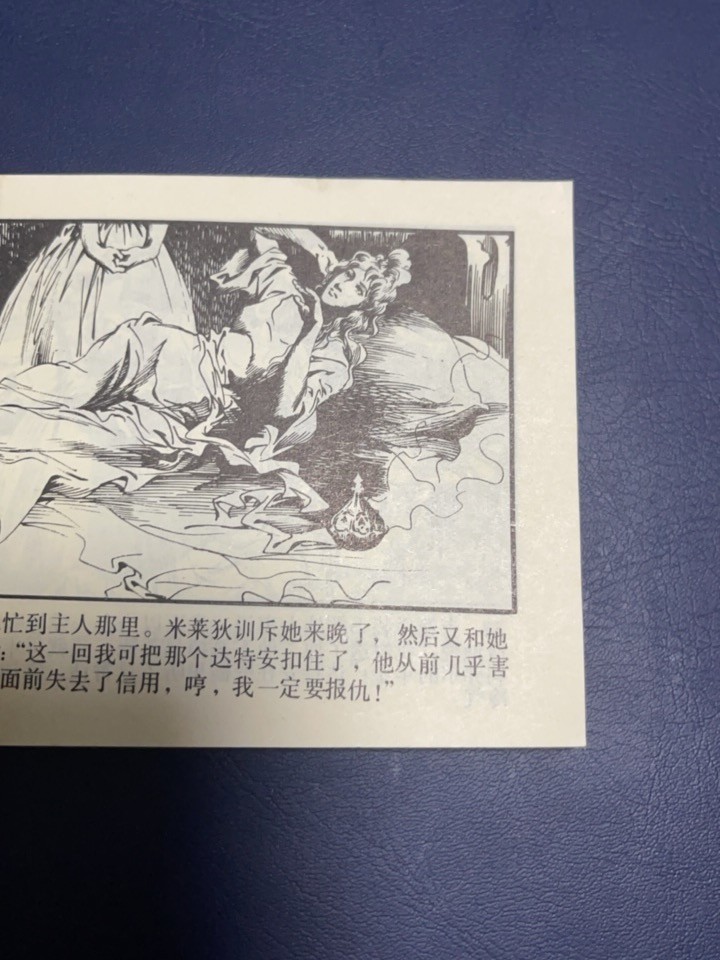 忙到主人那里。米莱狄训斥她来晚了，然后又和她
：“这一回我可把那个达特安扣住了，他从前几乎害
面前失去了信用，哼，我一定要报仇！”